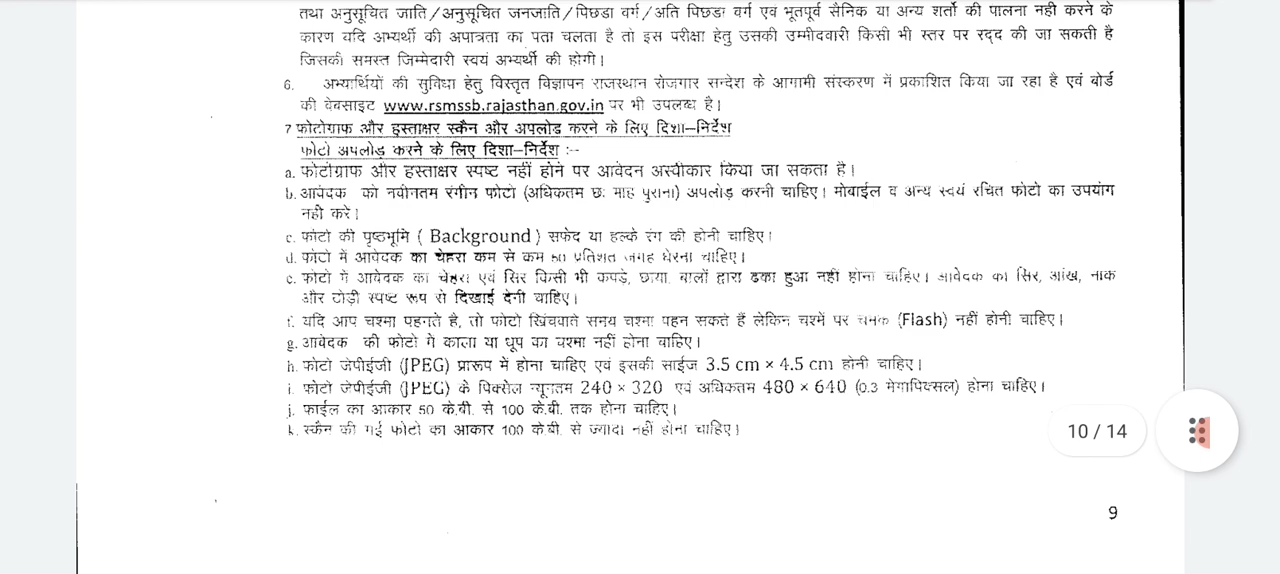 तथा अनुसूचित जाति/अनुसूचित जनजाति/पिछडा वर्ग/अति पिछडा वर्ग एवं भूतपूर्व सैनिक या अन्य शर्तो की पालना नही करने के
कारण यदि अभ्यर्थी की अपात्रता का पता चलता है तो इस परीक्षा हेतु उसकी उम्मीदवारी किसी भी स्तर पर रद्द की जा सकती है
जिसकी समस्त जिम्मेदारी स्वयं अभ्यर्थी की होगी।
6. अभ्यार्थियों की सुविधा हेतु विस्तृत विज्ञापन राजस्थान रोजगार सन्देश के आगामी संस्करण में प्रकाशित किया जा रहा है एवं बोर्ड
की वेबसाइट www.rsmssb.rajasthan.gov.in पर भी उपलब्ध है।
7 फोटोग्राफ और हस्ताक्षर स्कैन और अपलोड करने के लिए दिशा–निर्देश
फोटो अपलोड़ करने के लिए दिशा–निर्देश :–
a. फोटोग्राफ और हस्ताक्षर स्पष्ट नहीं होने पर आवेदन अस्वीकार किया जा सकता है।
b. आवेदक को नवीनतम रंगीन फोटो (अधिकतम छः माह पुराना) अपलोड़ करनी चाहिए। मोबाईल व अन्य स्वयं रचित फोटो का उपयोग
नही करे।
c. फोटो की पृष्ठभूमि ( Background ) सफेद या हल्के रंग की होनी चाहिए।
d. फोटो में आवेदक का चेहरा कम से कम 50 प्रतिशत जगह घेरना चाहिए।
e. फोटो में आवेदक का चेहरा एवं सिर किसी भी कपडे, छाया, बालों द्वारा ढका हुआ नहीं होना चाहिए। आवेदक का सिर, आंख, नाक
और टोड़ी स्पष्ट रूप से दिखाई देनी चाहिए।
f. यदि आप चश्मा पहनते है, तो फोटो खिंचवाते समय चश्मा पहन सकते हैं लेकिन चश्में पर चमक (Flash) नहीं होनी चाहिए।
g. आवेदक की फोटो में काला या धूप का चश्मा नहीं होना चाहिए।
h. फोटो जेपीईजी (JPEG) प्रारूप में होना चाहिए एवं इसकी साईज 3.5 cm × 4.5 cm होनी चाहिए।
i. फोटो जेपीईजी (JPEG) के पिक्सेल न्यूनतम 240 × 320 एवं अधिकतम 480 × 640 (0.3 मेगापिक्सल) होना चाहिए।
j. फाईल का आकार 50 के.बी. से 100 के.बी. तक होना चाहिए।
k. स्कैन की गई फोटो का आकार 100 के.बी. से ज्यादा नहीं होना चाहिए।
10 / 14
9